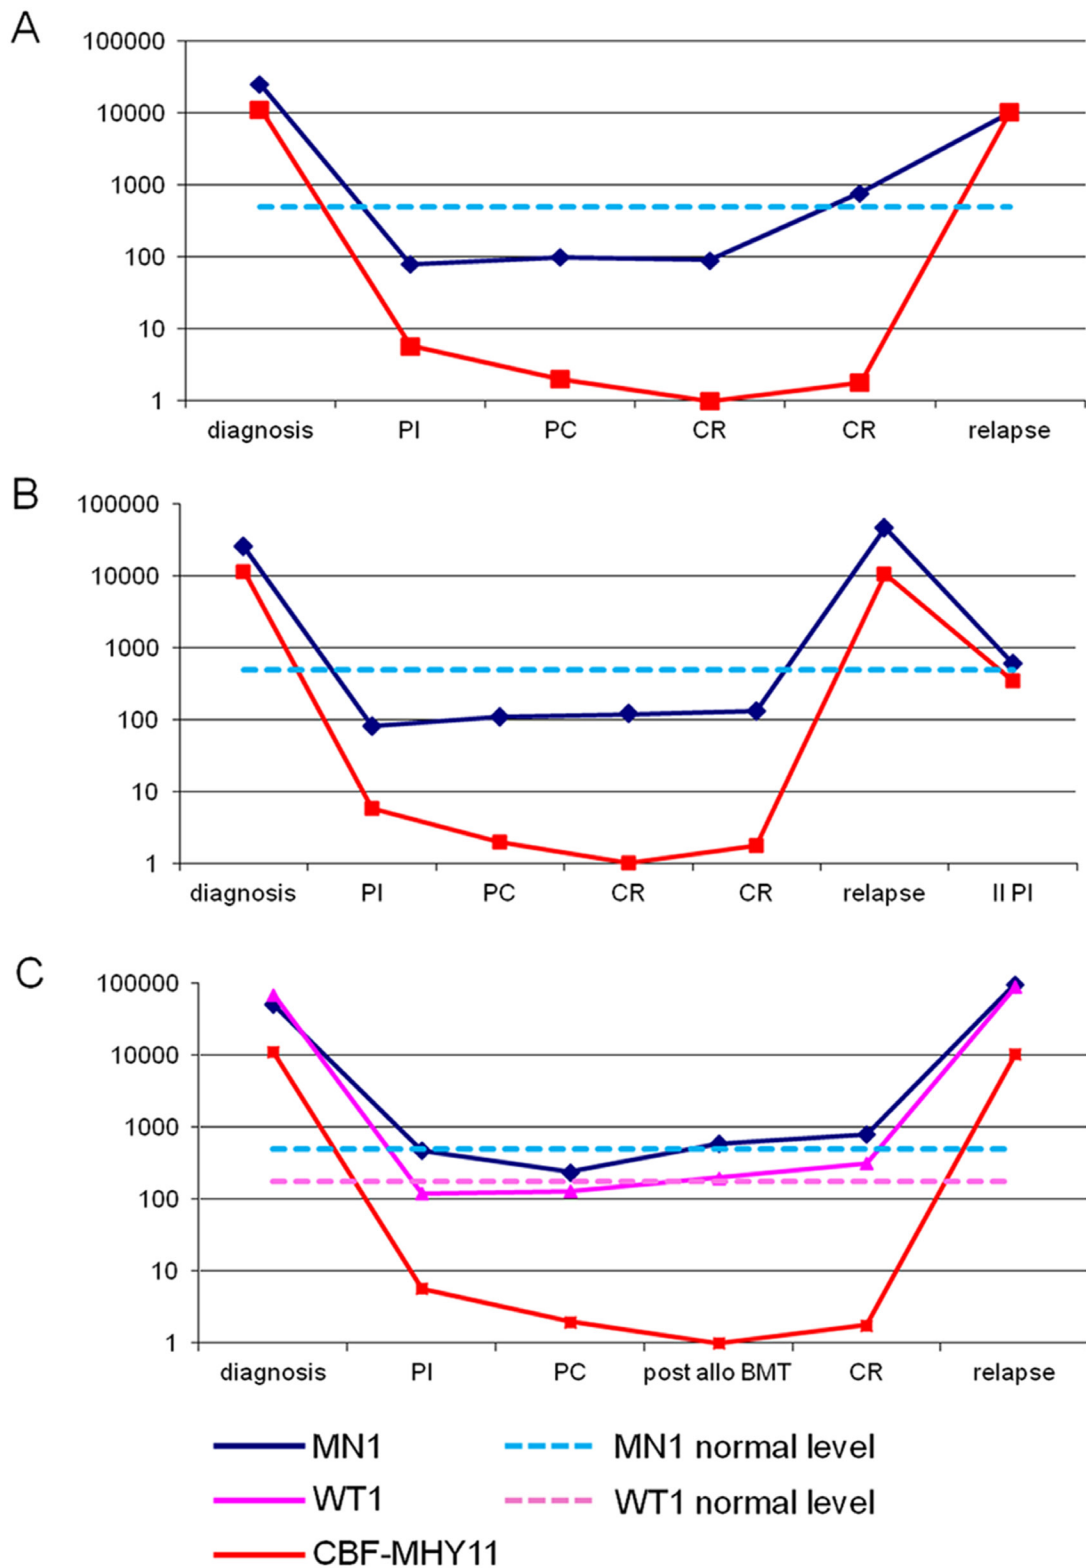 A
100000
10000
1000
100
10
1
diagnosis PI PC CR CR relapse
B
100000
10000
1000
100
10
1
diagnosis PI PC CR CR relapse II PI
C
100000
10000
1000
100
10
1
diagnosis PI PC post allo BMT CR relapse
MN1 MN1 normal level
WT1 WT1 normal level
CBF-MHY11